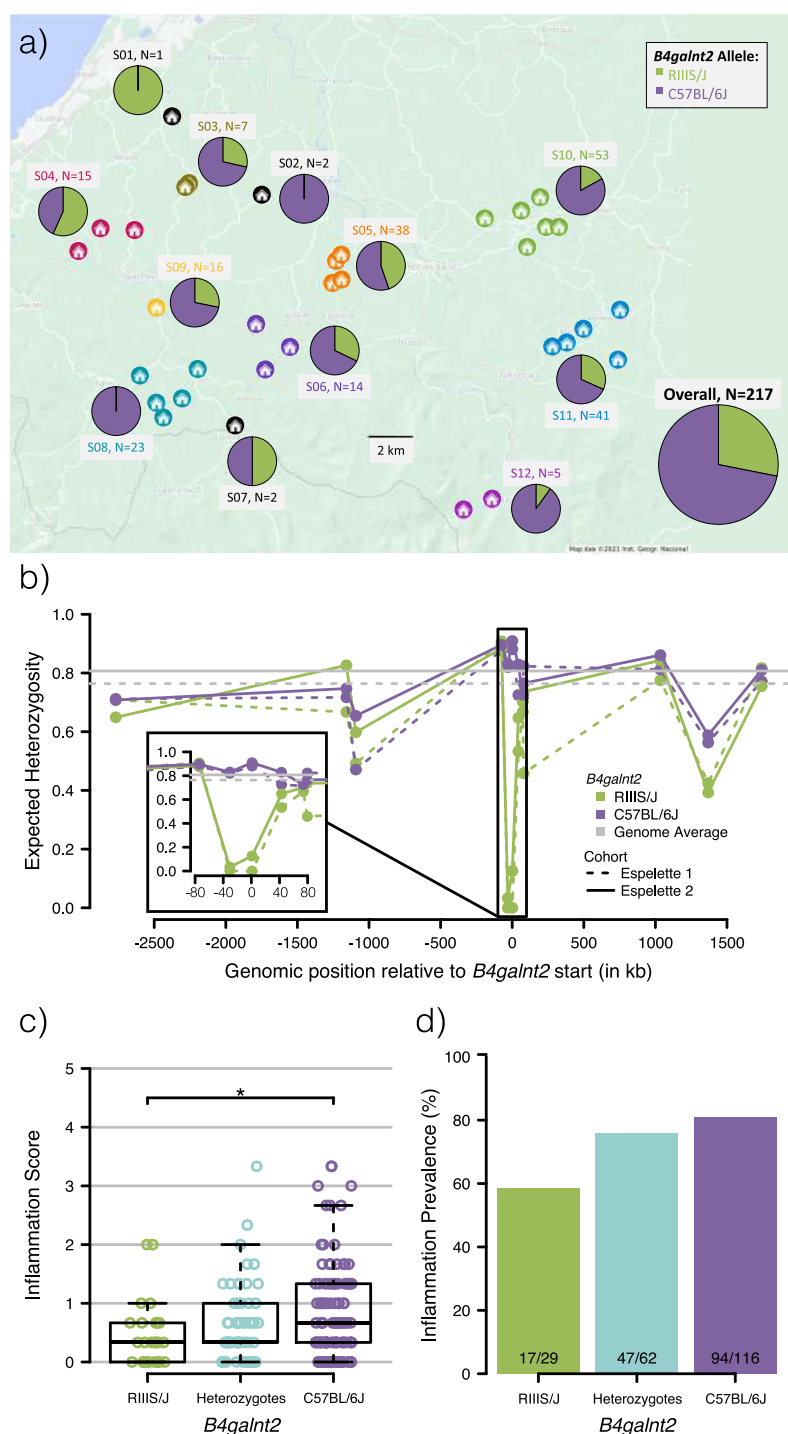 a)
B4galnt2 Allele:
RIIIS/J
C57BL/6J
S01, N=1
S03, N=7
S02, N=2
S04, N=15
S10, N=53
S05, N=38
S09, N=16
S06, N=14
S11, N=41
S08, N=23
S07, N=2
2 km
Overall, N=217
S12, N=5
Map data ©2021 Inst. Geogr. Nacional
b)
Expected Heterozygosity
1.0
0.8
0.6
0.4
0.2
0.0
1.0
0.8
0.6
0.4
0.2
0.0
-80
-40
0
40
80
B4galnt2
RIIIS/J
C57BL/6J
Genome Average
Cohort
Espelette 1
Espelette 2
-2500
-2000
-1500
-1000
-500
0
500
1000
1500
Genomic position relative to B4galnt2 start (in kb)
c)
Inflammation Score
5
4
3
2
1
0
*
RIIIS/J
Heterozygotes
C57BL/6J
B4galnt2
d)
Inflammation Prevalence (%)
100
80
60
40
20
0
17/29
47/62
94/116
RIIIS/J
Heterozygotes
C57BL/6J
B4galnt2